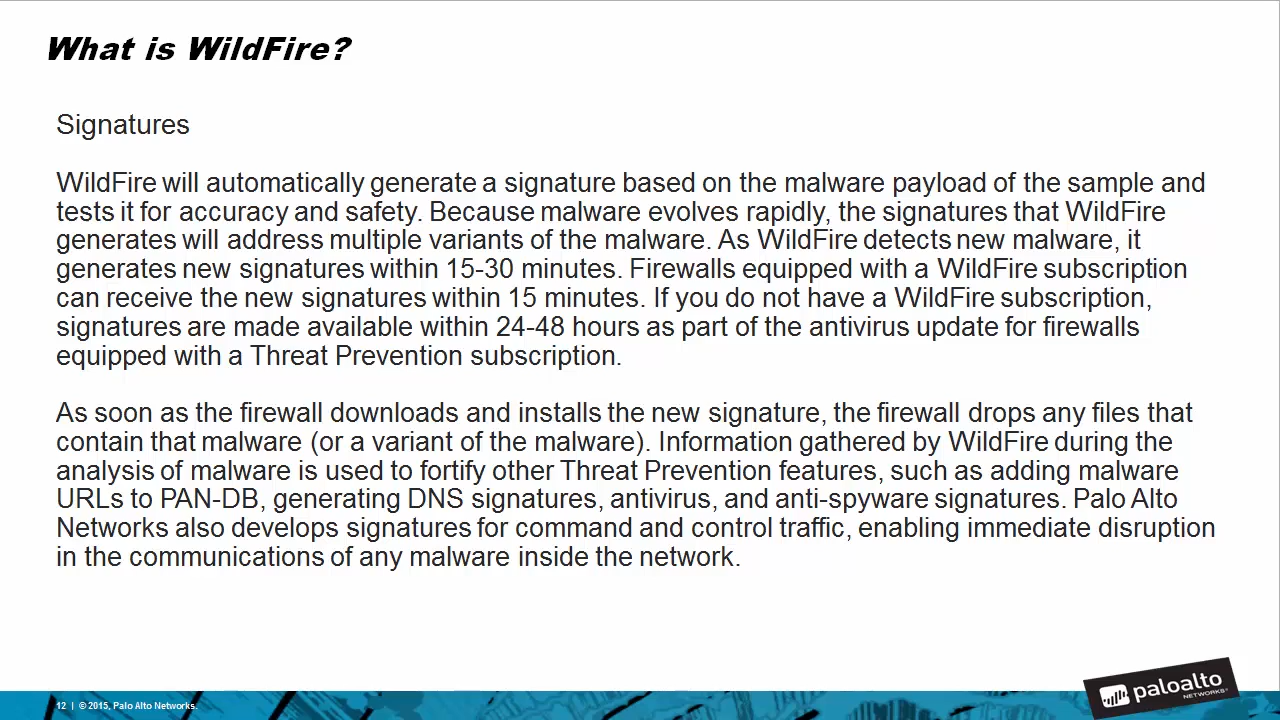 What is WildFire?
Signatures
WildFire will automatically generate a signature based on the malware payload of the sample and
tests it for accuracy and safety. Because malware evolves rapidly, the signatures that WildFire
generates will address multiple variants of the malware. As WildFire detects new malware, it
generates new signatures within 15-30 minutes. Firewalls equipped with a WildFire subscription
can receive the new signatures within 15 minutes. If you do not have a WildFire subscription,
signatures are made available within 24-48 hours as part of the antivirus update for firewalls
equipped with a Threat Prevention subscription.
As soon as the firewall downloads and installs the new signature, the firewall drops any files that
contain that malware (or a variant of the malware). Information gathered by WildFire during the
analysis of malware is used to fortify other Threat Prevention features, such as adding malware
URLs to PAN-DB, generating DNS signatures, antivirus, and anti-spyware signatures. Palo Alto
Networks also develops signatures for command and control traffic, enabling immediate disruption
in the communications of any malware inside the network.
12 | © 2015, Palo Alto Networks.
paloalto
NETWORKS